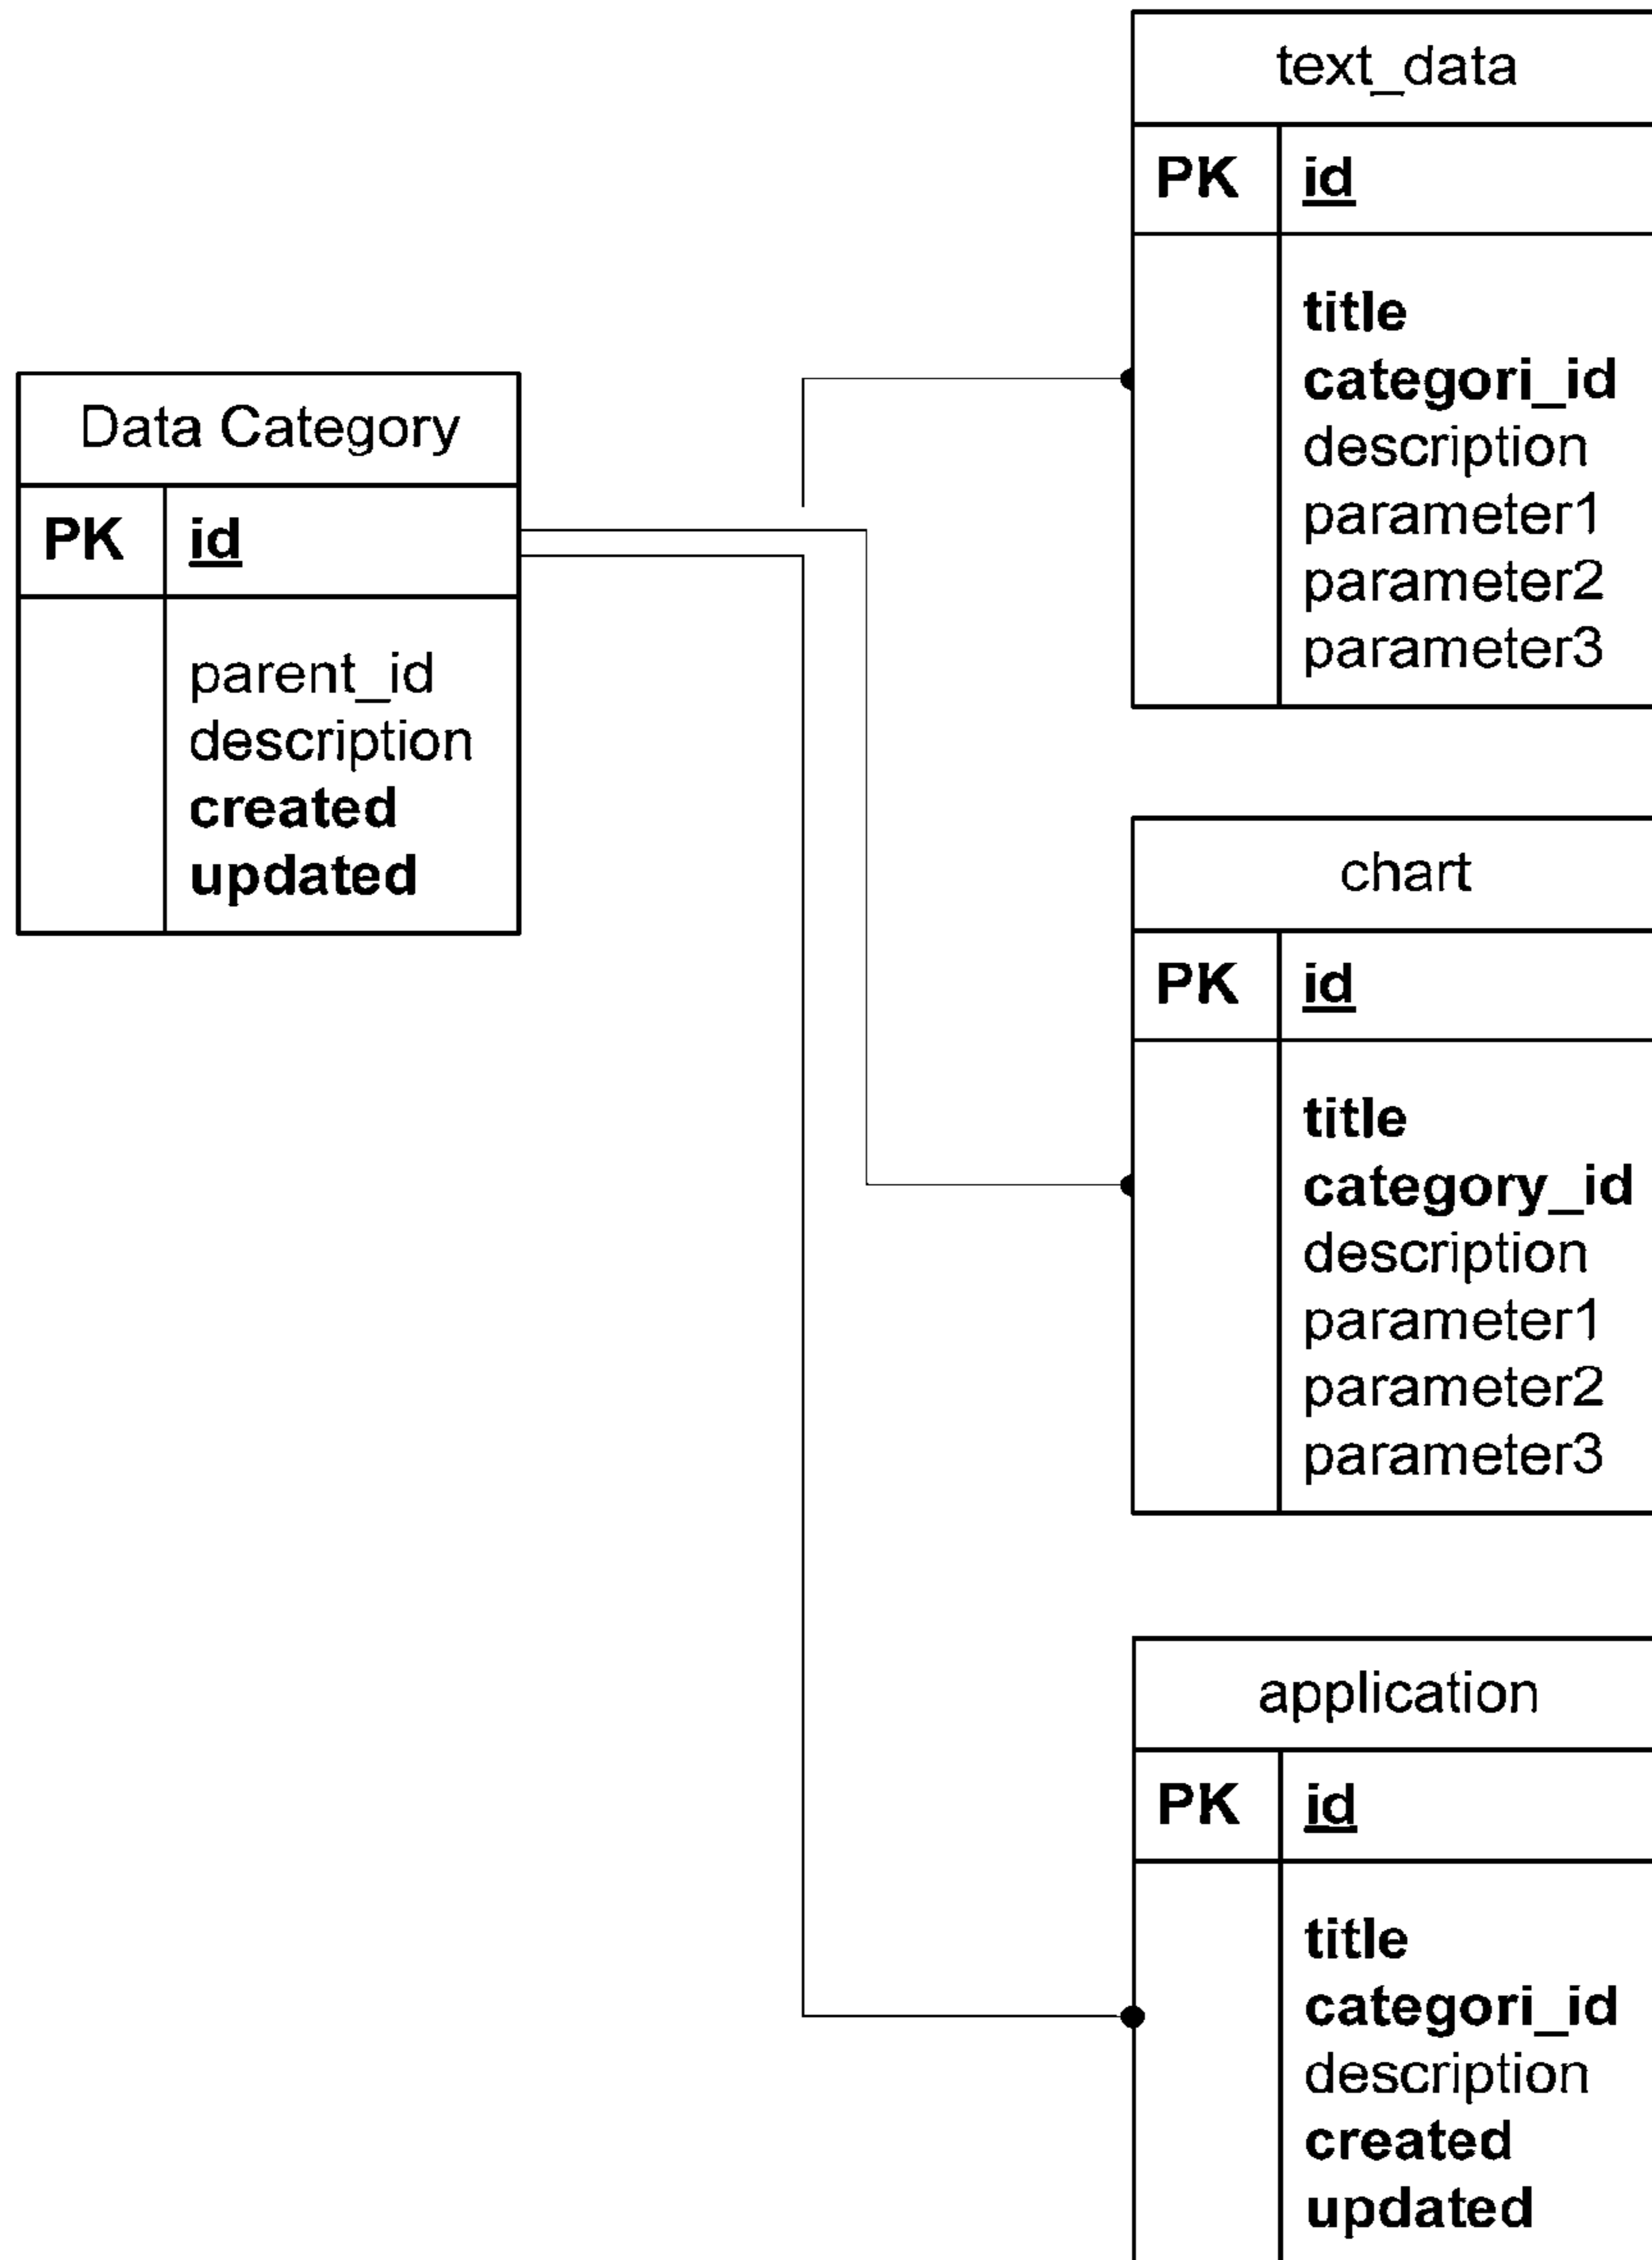 Data Category
PK id
parent_id
description
created
updated
text_data
PK id
title
categori_id
description
parameter1
parameter2
parameter3
chart
PK id
title
category_id
description
parameter1
parameter2
parameter3
application
PK id
title
categori_id
description
created
updated